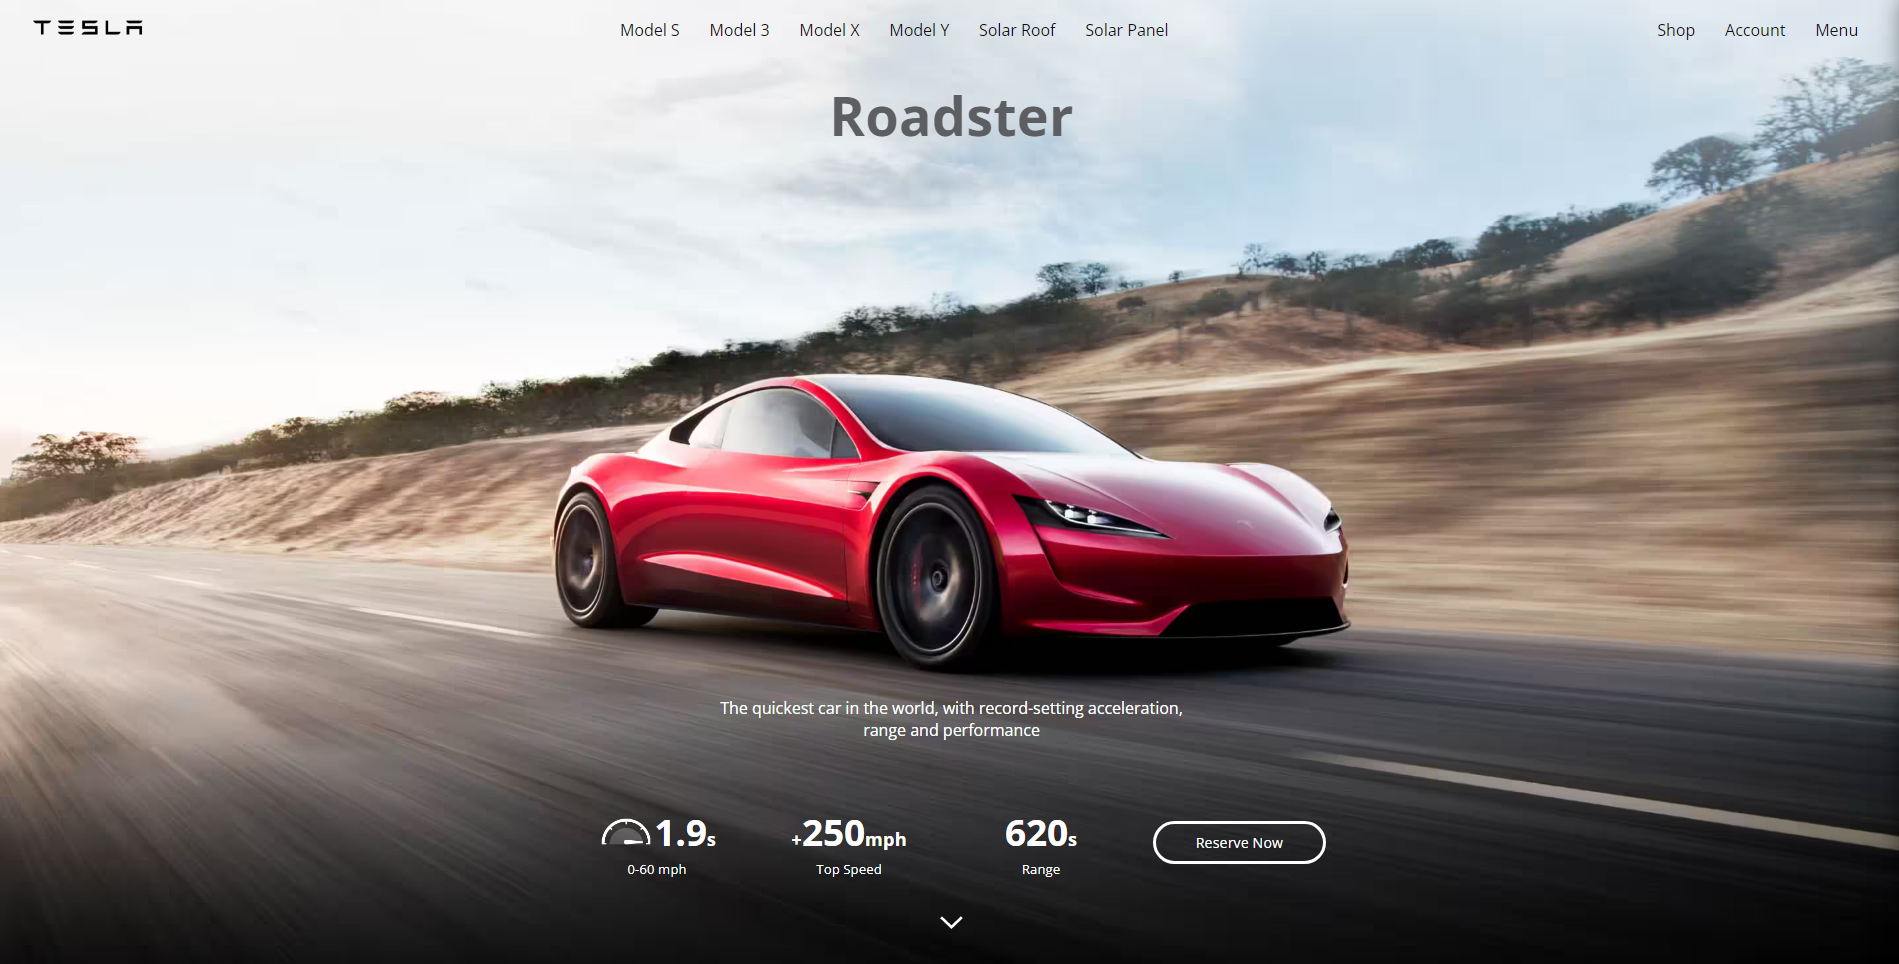 TESLA
Model S Model 3 Model X Model Y Solar Roof Solar Panel
Shop Account Menu
Roadster
The quickest car in the world, with record-setting acceleration,
range and performance
1.9s
0-60 mph
+250mph
Top Speed
620s
Range
Reserve Now